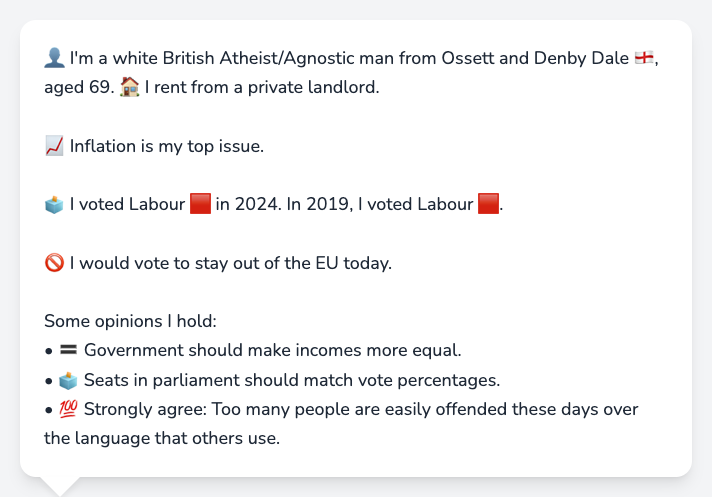 👤 I'm a white British Atheist/Agnostic man from Ossett and Denby Dale 🏴󠁧󠁢󠁥󠁮󠁧󠁿,
aged 69. 🏠 I rent from a private landlord.
📈 Inflation is my top issue.
🗳️ I voted Labour 🟥 in 2024. In 2019, I voted Labour 🟥.
🚫 I would vote to stay out of the EU today.
Some opinions I hold:
• 🟰 Government should make incomes more equal.
• 🗳️ Seats in parliament should match vote percentages.
• 💯 Strongly agree: Too many people are easily offended these days over
the language that others use.